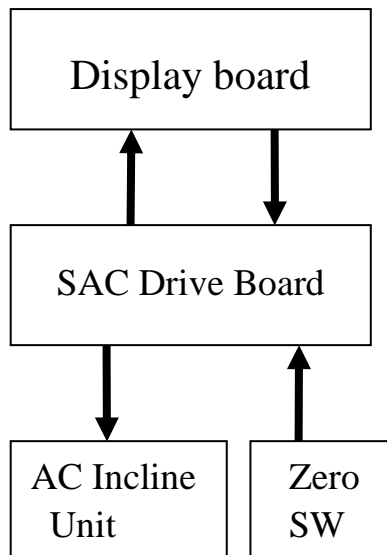 Display board
SAC Drive Board
AC Incline
Unit
Zero
SW